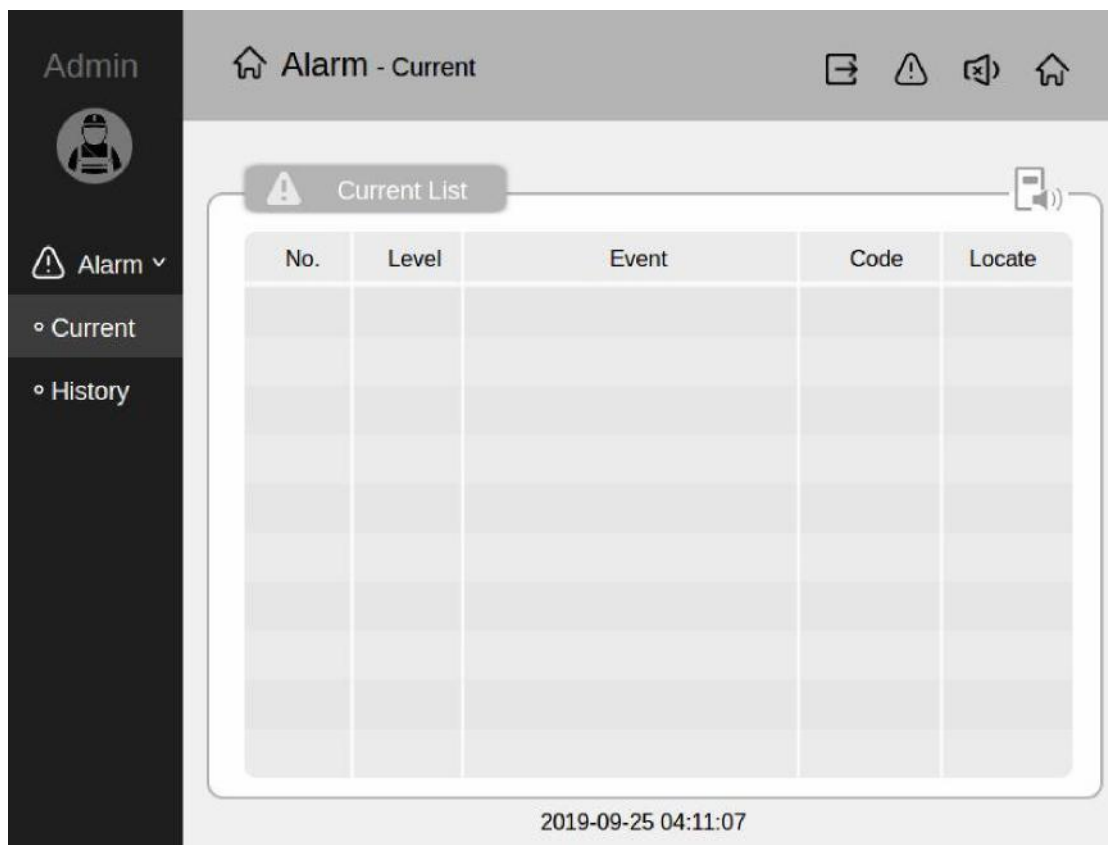 Admin
Alarm - Current
Alarm
Current
History
Current List
No. Level Event Code Locate
2019-09-25 04:11:07